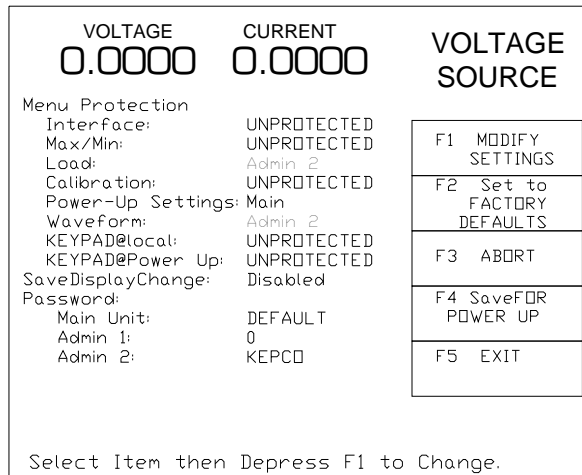 VOLTAGE CURRENT
0.0000 0.0000
VOLTAGE
SOURCE
Menu Protection
Interface: UNPROTECTED
Max/Min: UNPROTECTED
Load: Admin 2
Calibration: UNPROTECTED
Power-Up Settings: Main
Waveform: Admin 2
KEYPAD@local: UNPROTECTED
KEYPAD@Power Up: UNPROTECTED
SaveDisplayChange: Disabled
Password:
Main Unit: DEFAULT
Admin 1: 0
Admin 2: KEPCO
F1 MODIFY
SETTINGS
F2 Set to
FACTORY
DEFAULTS
F3 ABORT
F4 SaveFOR
POWER UP
F5 EXIT
Select Item then Depress F1 to Change.